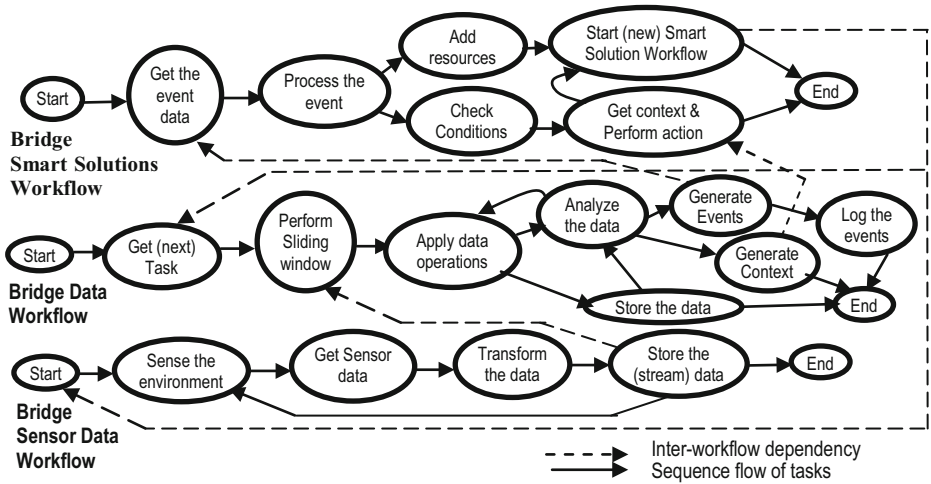 Start
Get the
event
data
Process the
event
Add
resources
Check
Conditions
Start (new) Smart
Solution Workflow
Get context &
Perform action
End
Bridge
Smart Solutions
Workflow
Start
Get (next)
Task
Perform
Sliding
window
Apply data
operations
Analyze
the data
Generate
Events
Generate
Context
Log the
events
Store the data
End
Bridge Data
Workflow
Start
Sense the
environment
Get Sensor
data
Transform
the data
Store the
(stream) data
End
Bridge
Sensor Data
Workflow
Inter-workflow dependency
Sequence flow of tasks